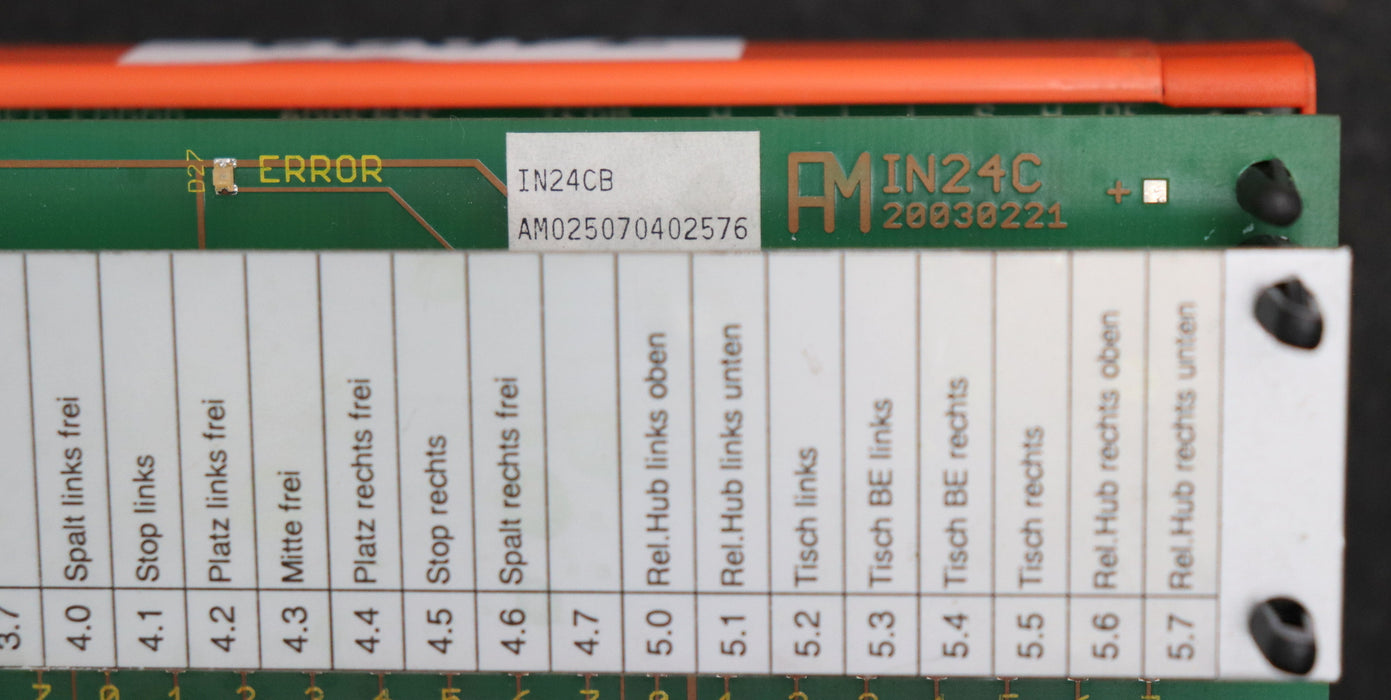 D27
ERROR
IN24CB
AM025070402576
AM IN24C
20030221
+
3.7
4.0 Spalt links frei
4.1 Stop links
4.2 Platz links frei
4.3 Mitte frei
4.4 Platz rechts frei
4.5 Stop rechts
4.6 Spalt rechts frei
4.7
5.0 Rel.Hub links oben
5.1 Rel.Hub links unten
5.2 Tisch links
5.3 Tisch BE links
5.4 Tisch BE rechts
5.5 Tisch rechts
5.6 Rel.Hub rechts oben
5.7 Rel.Hub rechts unten